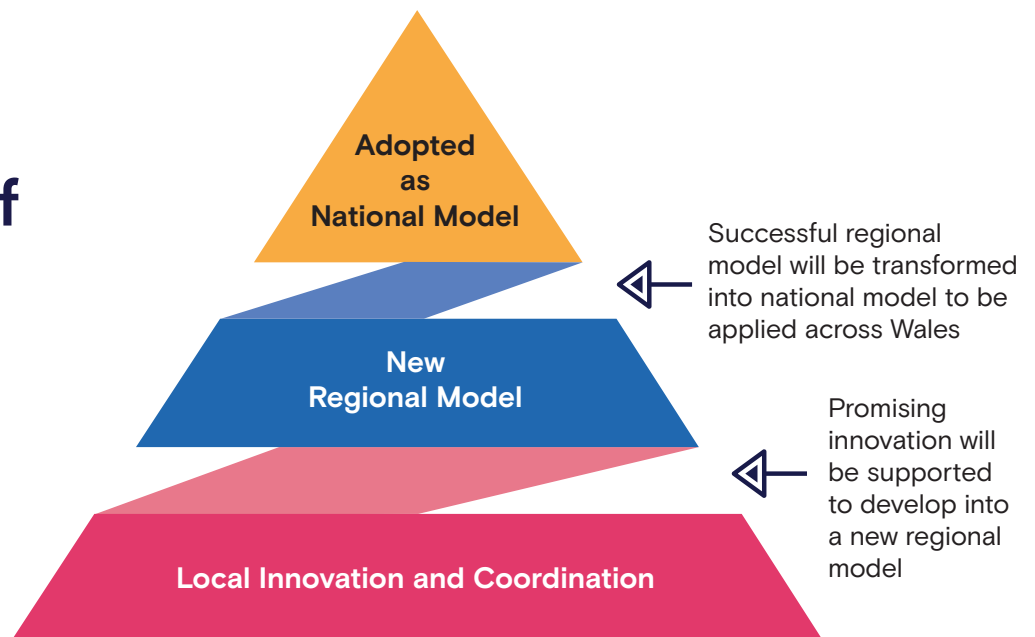 f
Adopted
as
National Model
Successful regional
model will be transformed
into national model to be
applied across Wales
New
Regional Model
Promising
innovation will
be supported
to develop into
a new regional
model
Local Innovation and Coordination